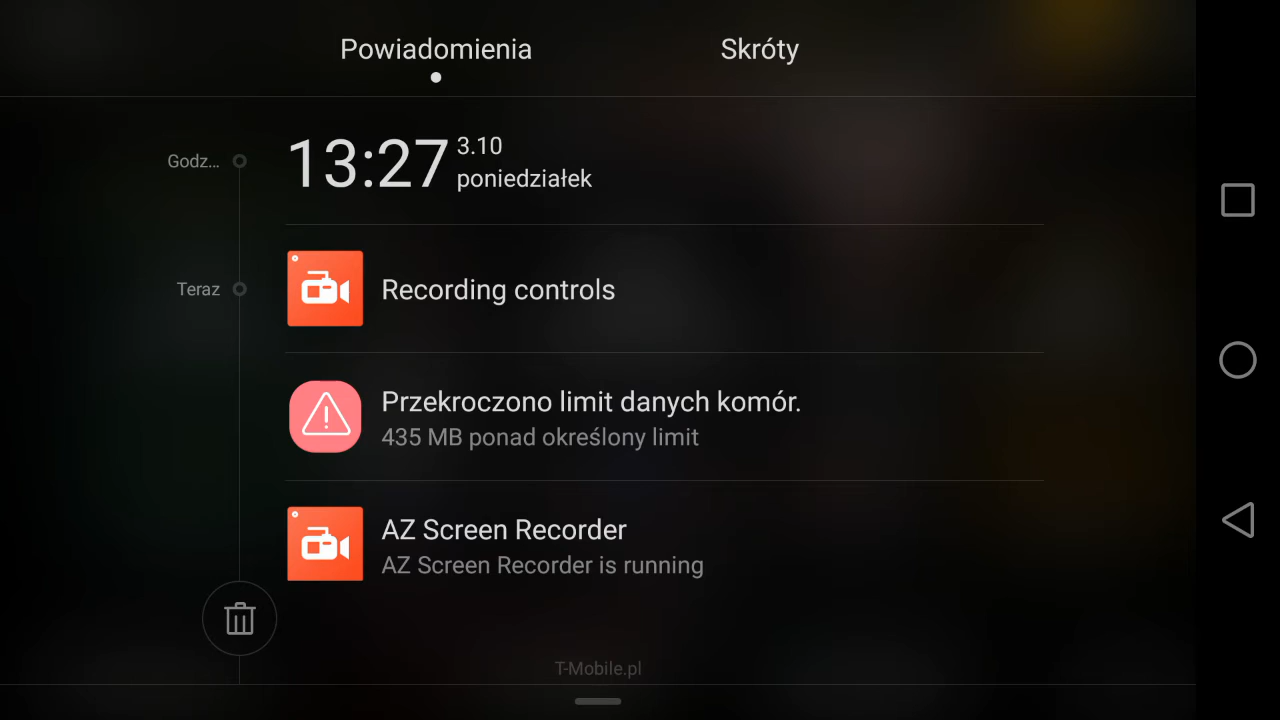 Powiadomienia
Skróty
Godz...
13:27
3.10
poniedziałek
Teraz
Recording controls
Przekroczono limit danych komór.
435 MB ponad określony limit
AZ Screen Recorder
AZ Screen Recorder is running
T-Mobile.pl